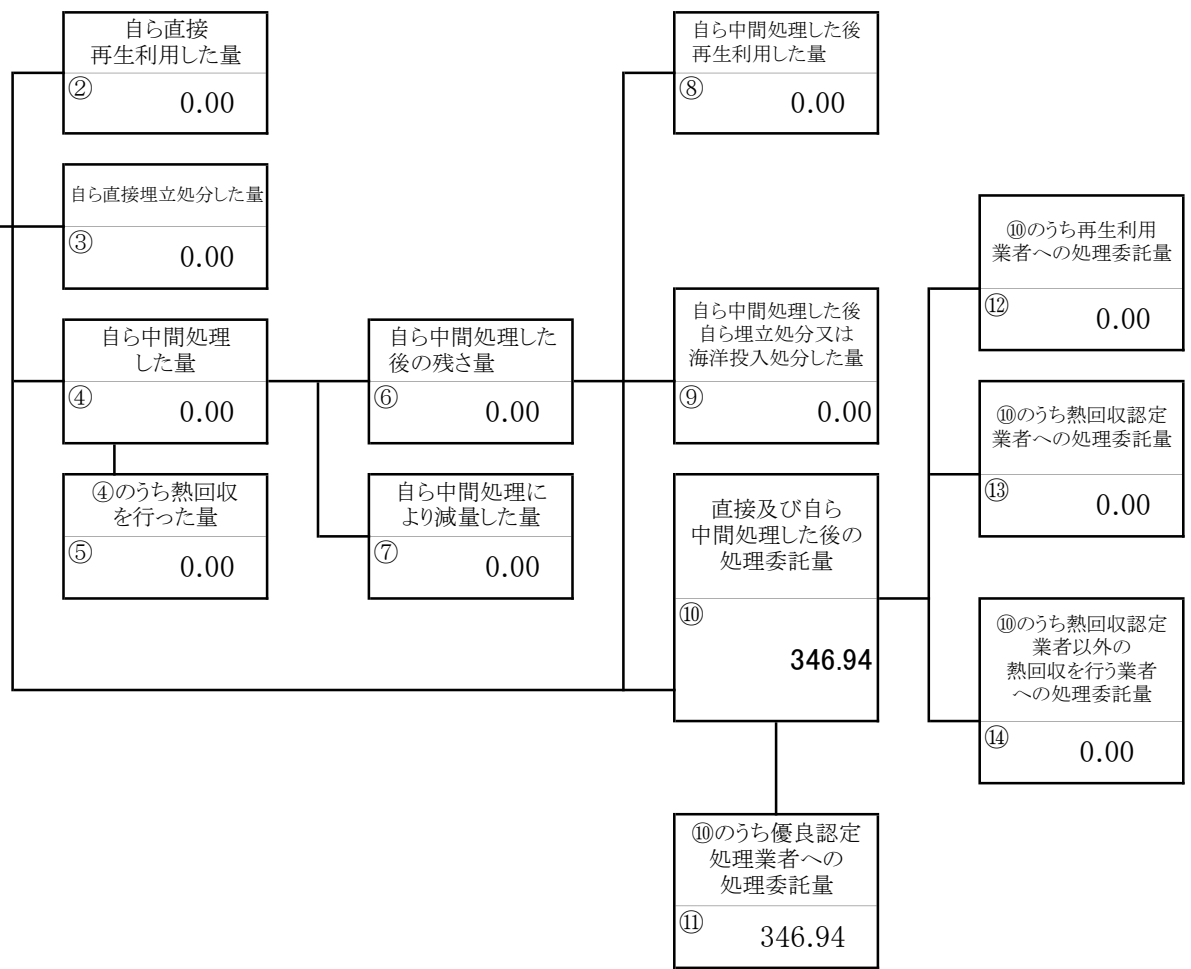 自ら直接
再生利用した量
②
0.00
自ら直接埋立処分した量
③
0.00
自ら中間処理
した量
④
0.00
④のうち熱回収
を行った量
⑤
0.00
自ら中間処理した
後の残さ量
⑥
0.00
自ら中間処理に
より減量した量
⑦
0.00
自ら中間処理した後
再生利用した量
⑧
0.00
自ら中間処理した後
自ら埋立処分又は
海洋投入処分した量
⑨
0.00
直接及び自ら
中間処理した後の
処理委託量
⑩
346.94
⑩のうち優良認定
処理業者への
処理委託量
⑪
346.94
⑩のうち再生利用
業者への処理委託量
⑫
0.00
⑩のうち熱回収認定
業者への処理委託量
⑬
0.00
⑩のうち熱回収認定
業者以外の
熱回収を行う業者
への処理委託量
⑭
0.00